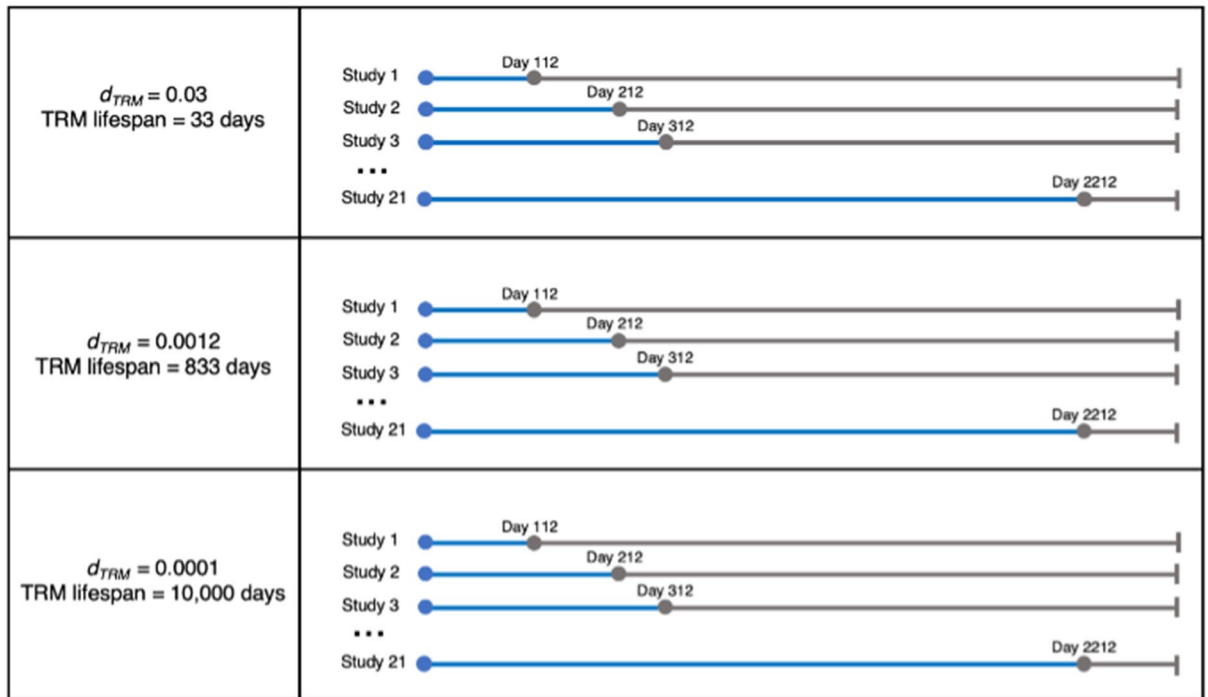 d_TRM = 0.03
TRM lifespan = 33 days
Study 1
Day 112
Study 2
Day 212
Study 3
Day 312
...
Study 21
Day 2212
d_TRM = 0.0012
TRM lifespan = 833 days
Study 1
Day 112
Study 2
Day 212
Study 3
Day 312
...
Study 21
Day 2212
d_TRM = 0.0001
TRM lifespan = 10,000 days
Study 1
Day 112
Study 2
Day 212
Study 3
Day 312
...
Study 21
Day 2212